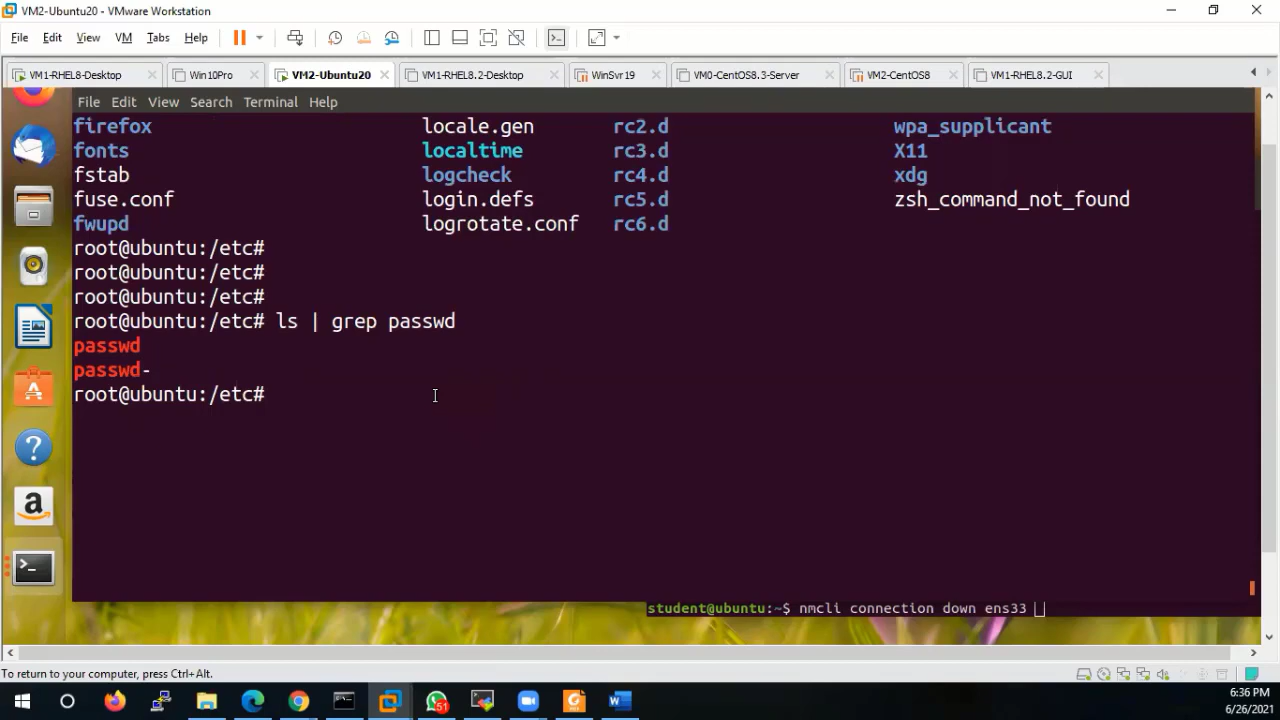 VM2-Ubuntu20 - VMware Workstation
File Edit View VM Tabs Help
VM1-RHEL8-Desktop Win10Pro VM2-Ubuntu20 VM1-RHEL8.2-Desktop WinSvr19 VM0-CentOS8.3-Server VM2-CentOS8 VM1-RHEL8.2-GUI
File Edit View Search Terminal Help
firefox locale.gen rc2.d wpa_supplicant
fonts localtime rc3.d X11
fstab logcheck rc4.d xdg
fuse.conf login.defs rc5.d zsh_command_not_found
fwupd logrotate.conf rc6.d
root@ubuntu:/etc#
root@ubuntu:/etc#
root@ubuntu:/etc#
root@ubuntu:/etc# ls | grep passwd
passwd
passwd-
root@ubuntu:/etc#
student@ubuntu:~$ nmcli connection down ens33
To return to your computer, press Ctrl+Alt.
51
6:36 PM
6/26/2021